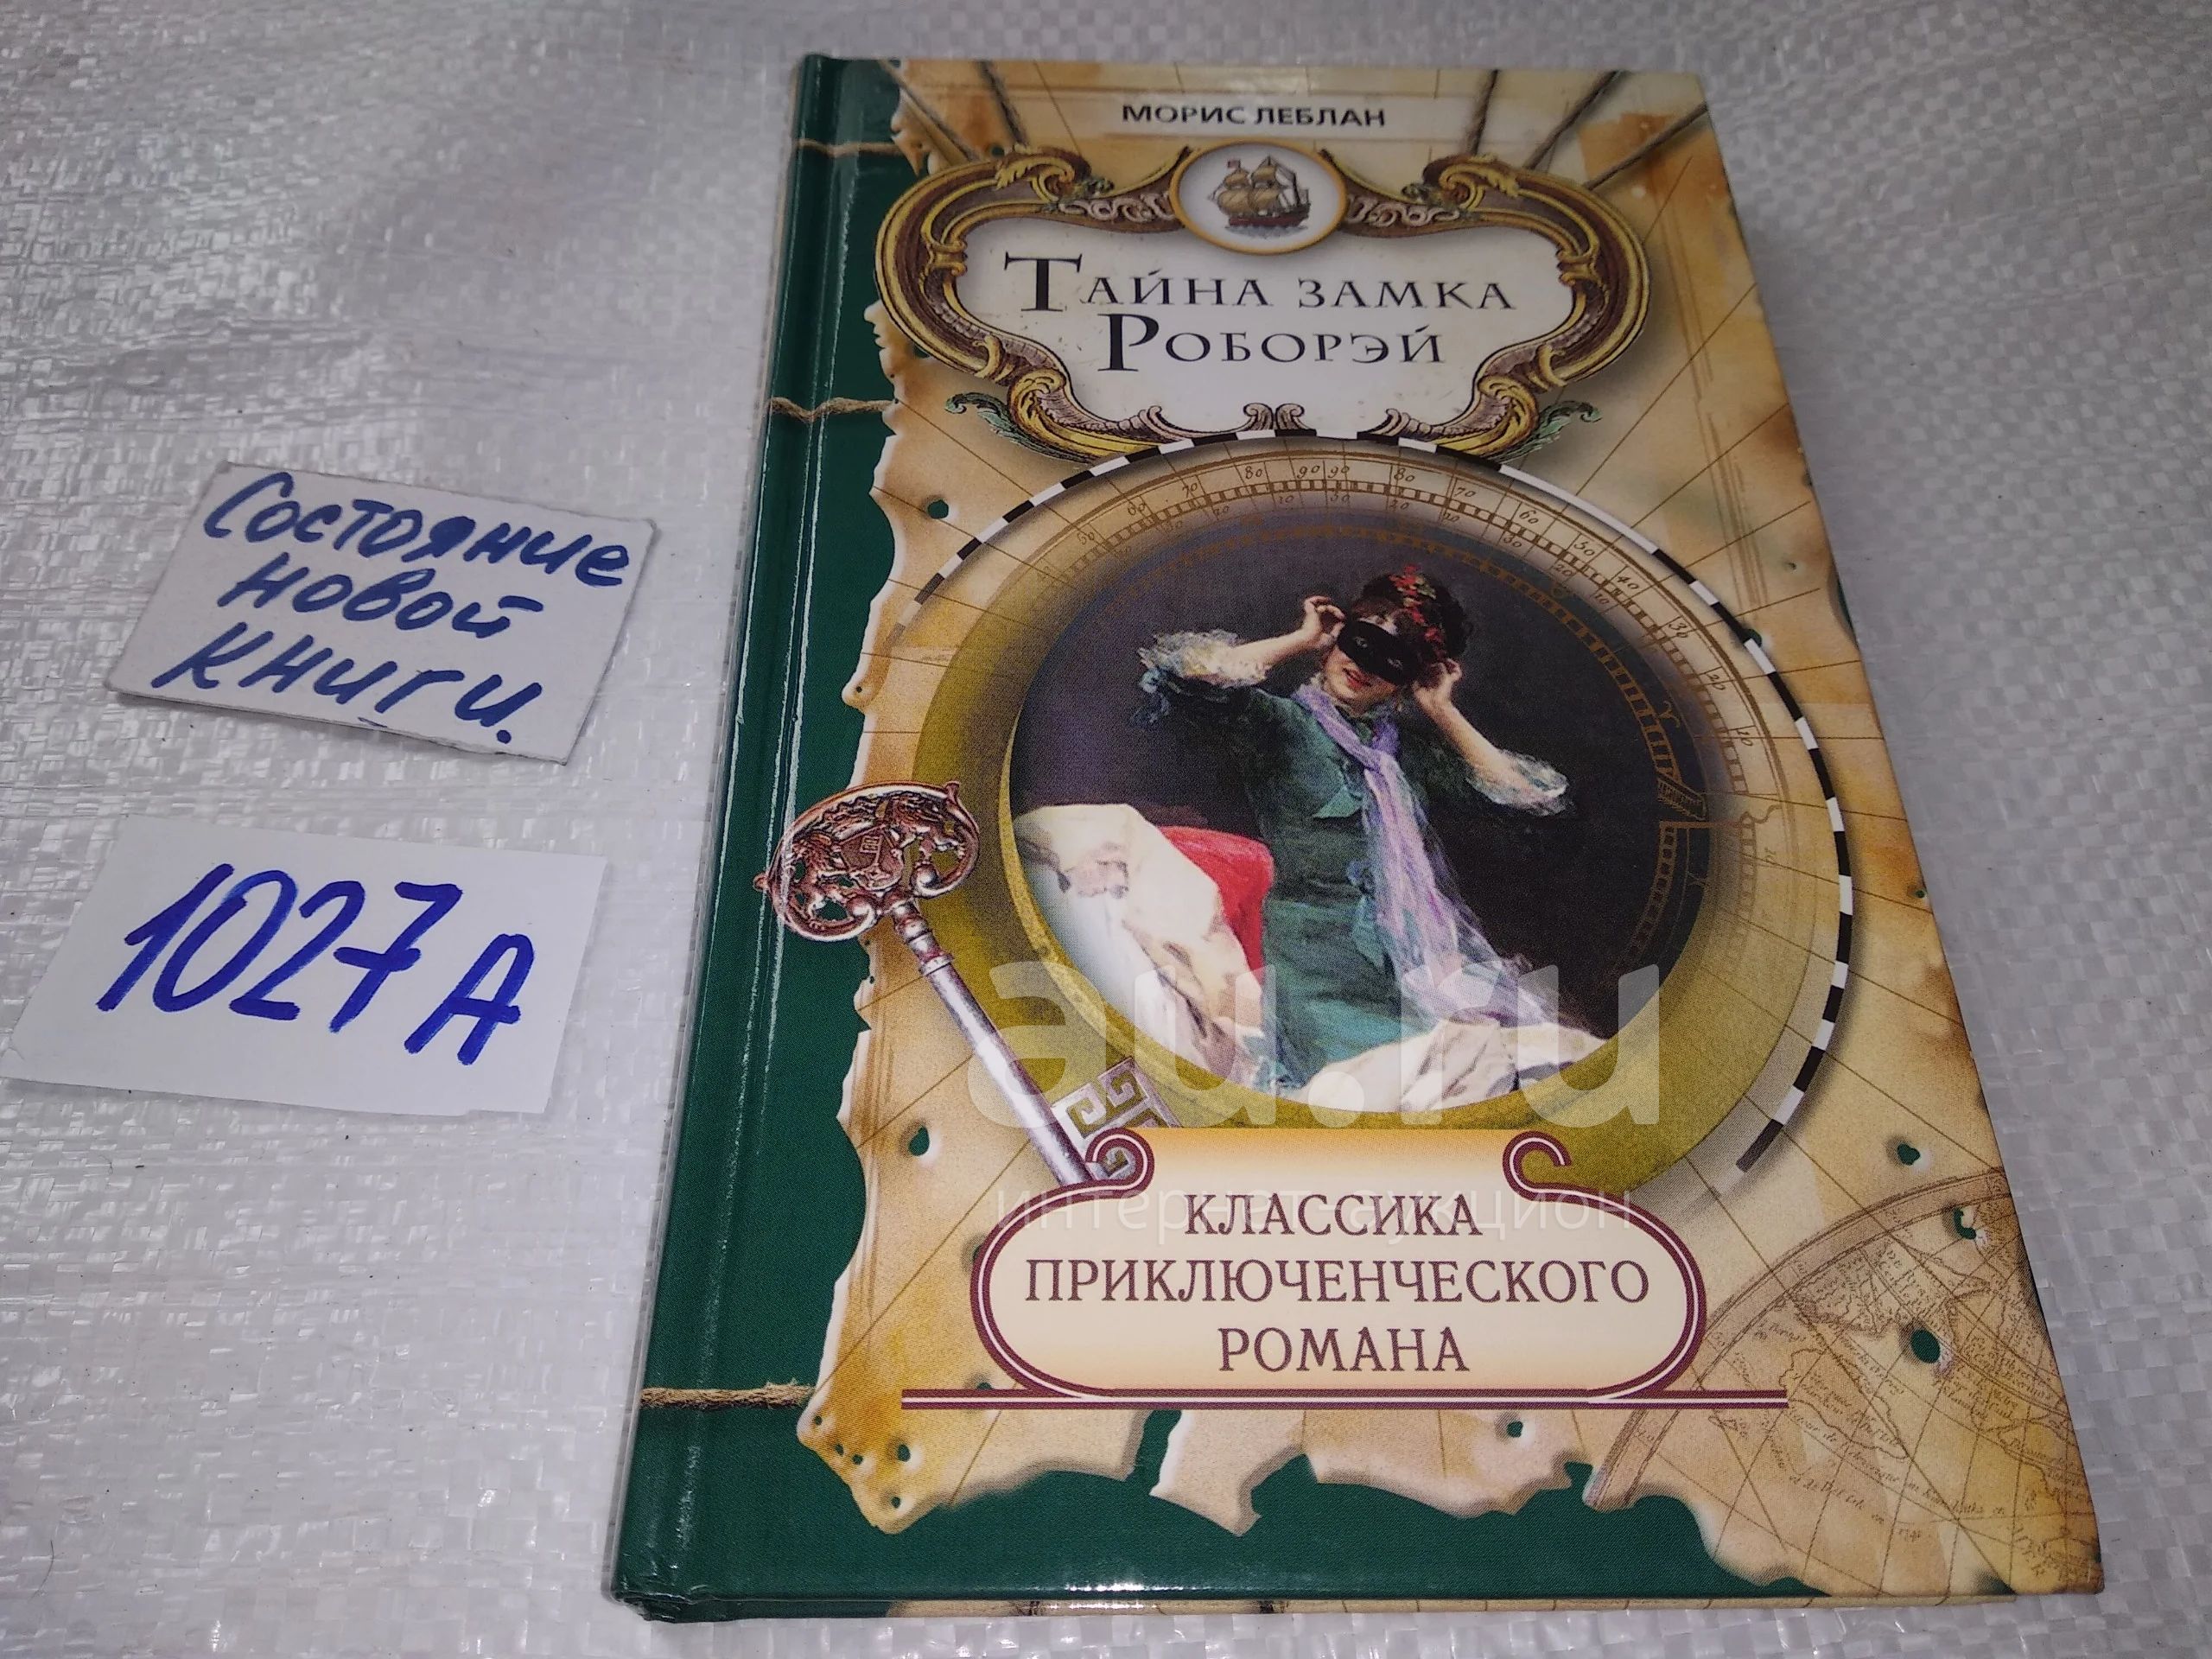 МОРИС ЛЕБЛАН
ТАЙНА ЗАМКА
РОБОРЭЙ
Состояние
новой
книги.
1027А
au.ru
интернет-аукцион
КЛАССИКА
ПРИКЛЮЧЕНЧЕСКОГО
РОМАНА